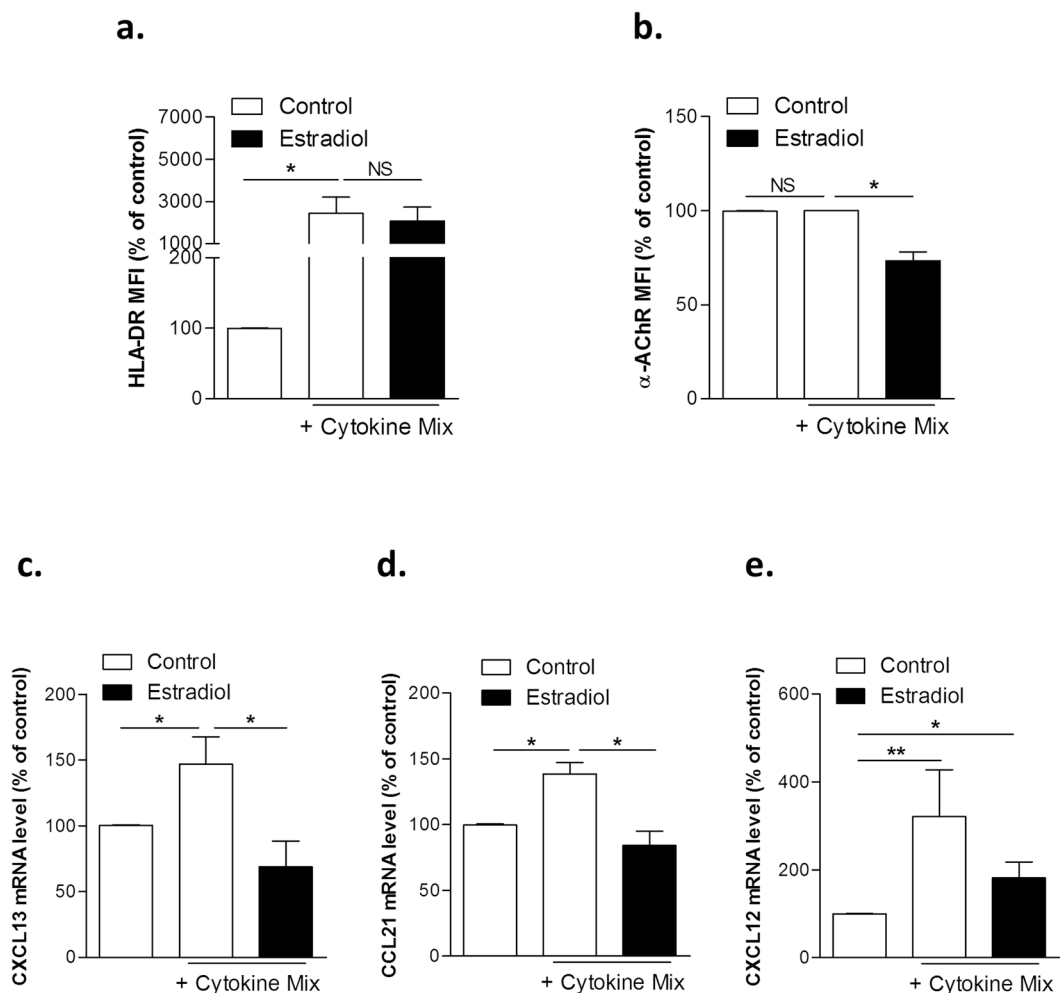 a.
HLA-DR MFI (% of control)
7000
5000
3000
1000
200
100
0
Control
Estradiol
*
NS
+ Cytokine Mix
b.
α-AChR MFI (% of control)
150
100
50
0
Control
Estradiol
NS
*
+ Cytokine Mix
c.
CXCL13 mRNA level (% of control)
200
150
100
50
0
Control
Estradiol
*
*
+ Cytokine Mix
d.
CCL21 mRNA level (% of control)
200
150
100
50
0
Control
Estradiol
*
*
+ Cytokine Mix
e.
CXCL12 mRNA level (% of control)
600
400
200
0
Control
Estradiol
*
**
+ Cytokine Mix